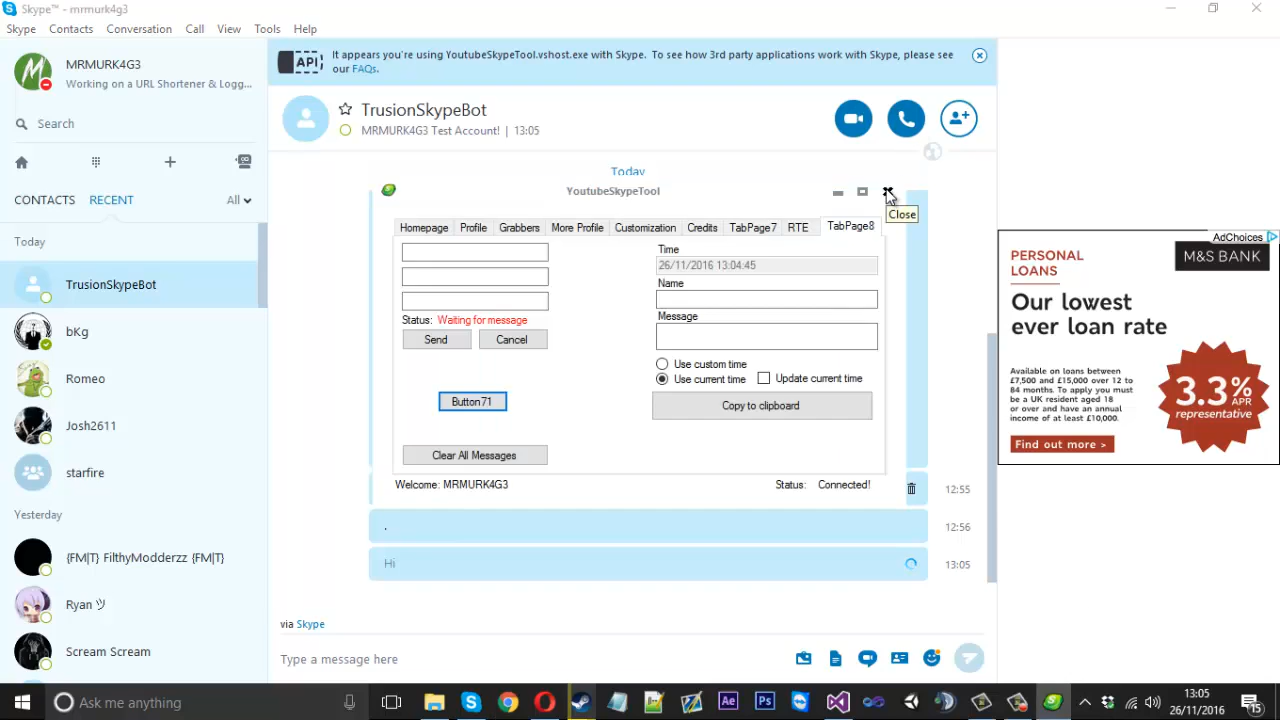 Skype™ - mrmurk4g3
Skype Contacts Conversation Call View Tools Help
MRMURK4G3
Working on a URL Shortener & Logg...
Search
CONTACTS RECENT All
Today
TrusionSkypeBot
bKg
Romeo
Josh2611
starfire
Yesterday
{FM|T} FilthyModderzz {FM|T}
Ryan ツ
Scream Scream
API
It appears you're using YoutubeSkypeTool.vshost.exe with Skype. To see how 3rd party applications work with Skype, please see
our FAQs.
TrusionSkypeBot
MRMURK4G3 Test Account! | 13:05
Today
YoutubeSkypeTool
Close
Homepage Profile Grabbers More Profile Customization Credits TabPage7 RTE TabPage8
Status: Waiting for message
Send Cancel
Button71
Clear All Messages
Time
26/11/2016 13:04:45
Name
Message
Use custom time
Use current time Update current time
Copy to clipboard
Welcome: MRMURK4G3 Status: Connected!
12:55
. 12:56
Hi 13:05
via Skype
Type a message here
AdChoices
PERSONAL
LOANS
M&S BANK
Our lowest
ever loan rate
Available on loans between
£7,500 and £15,000 over 12 to
84 months. To apply you must
be a UK resident aged 18
or over and have an annual
income of at least £10,000.
3.3%
APR
representative
Find out more >
Ask me anything
Ae
Ps
13:05
26/11/2016
15